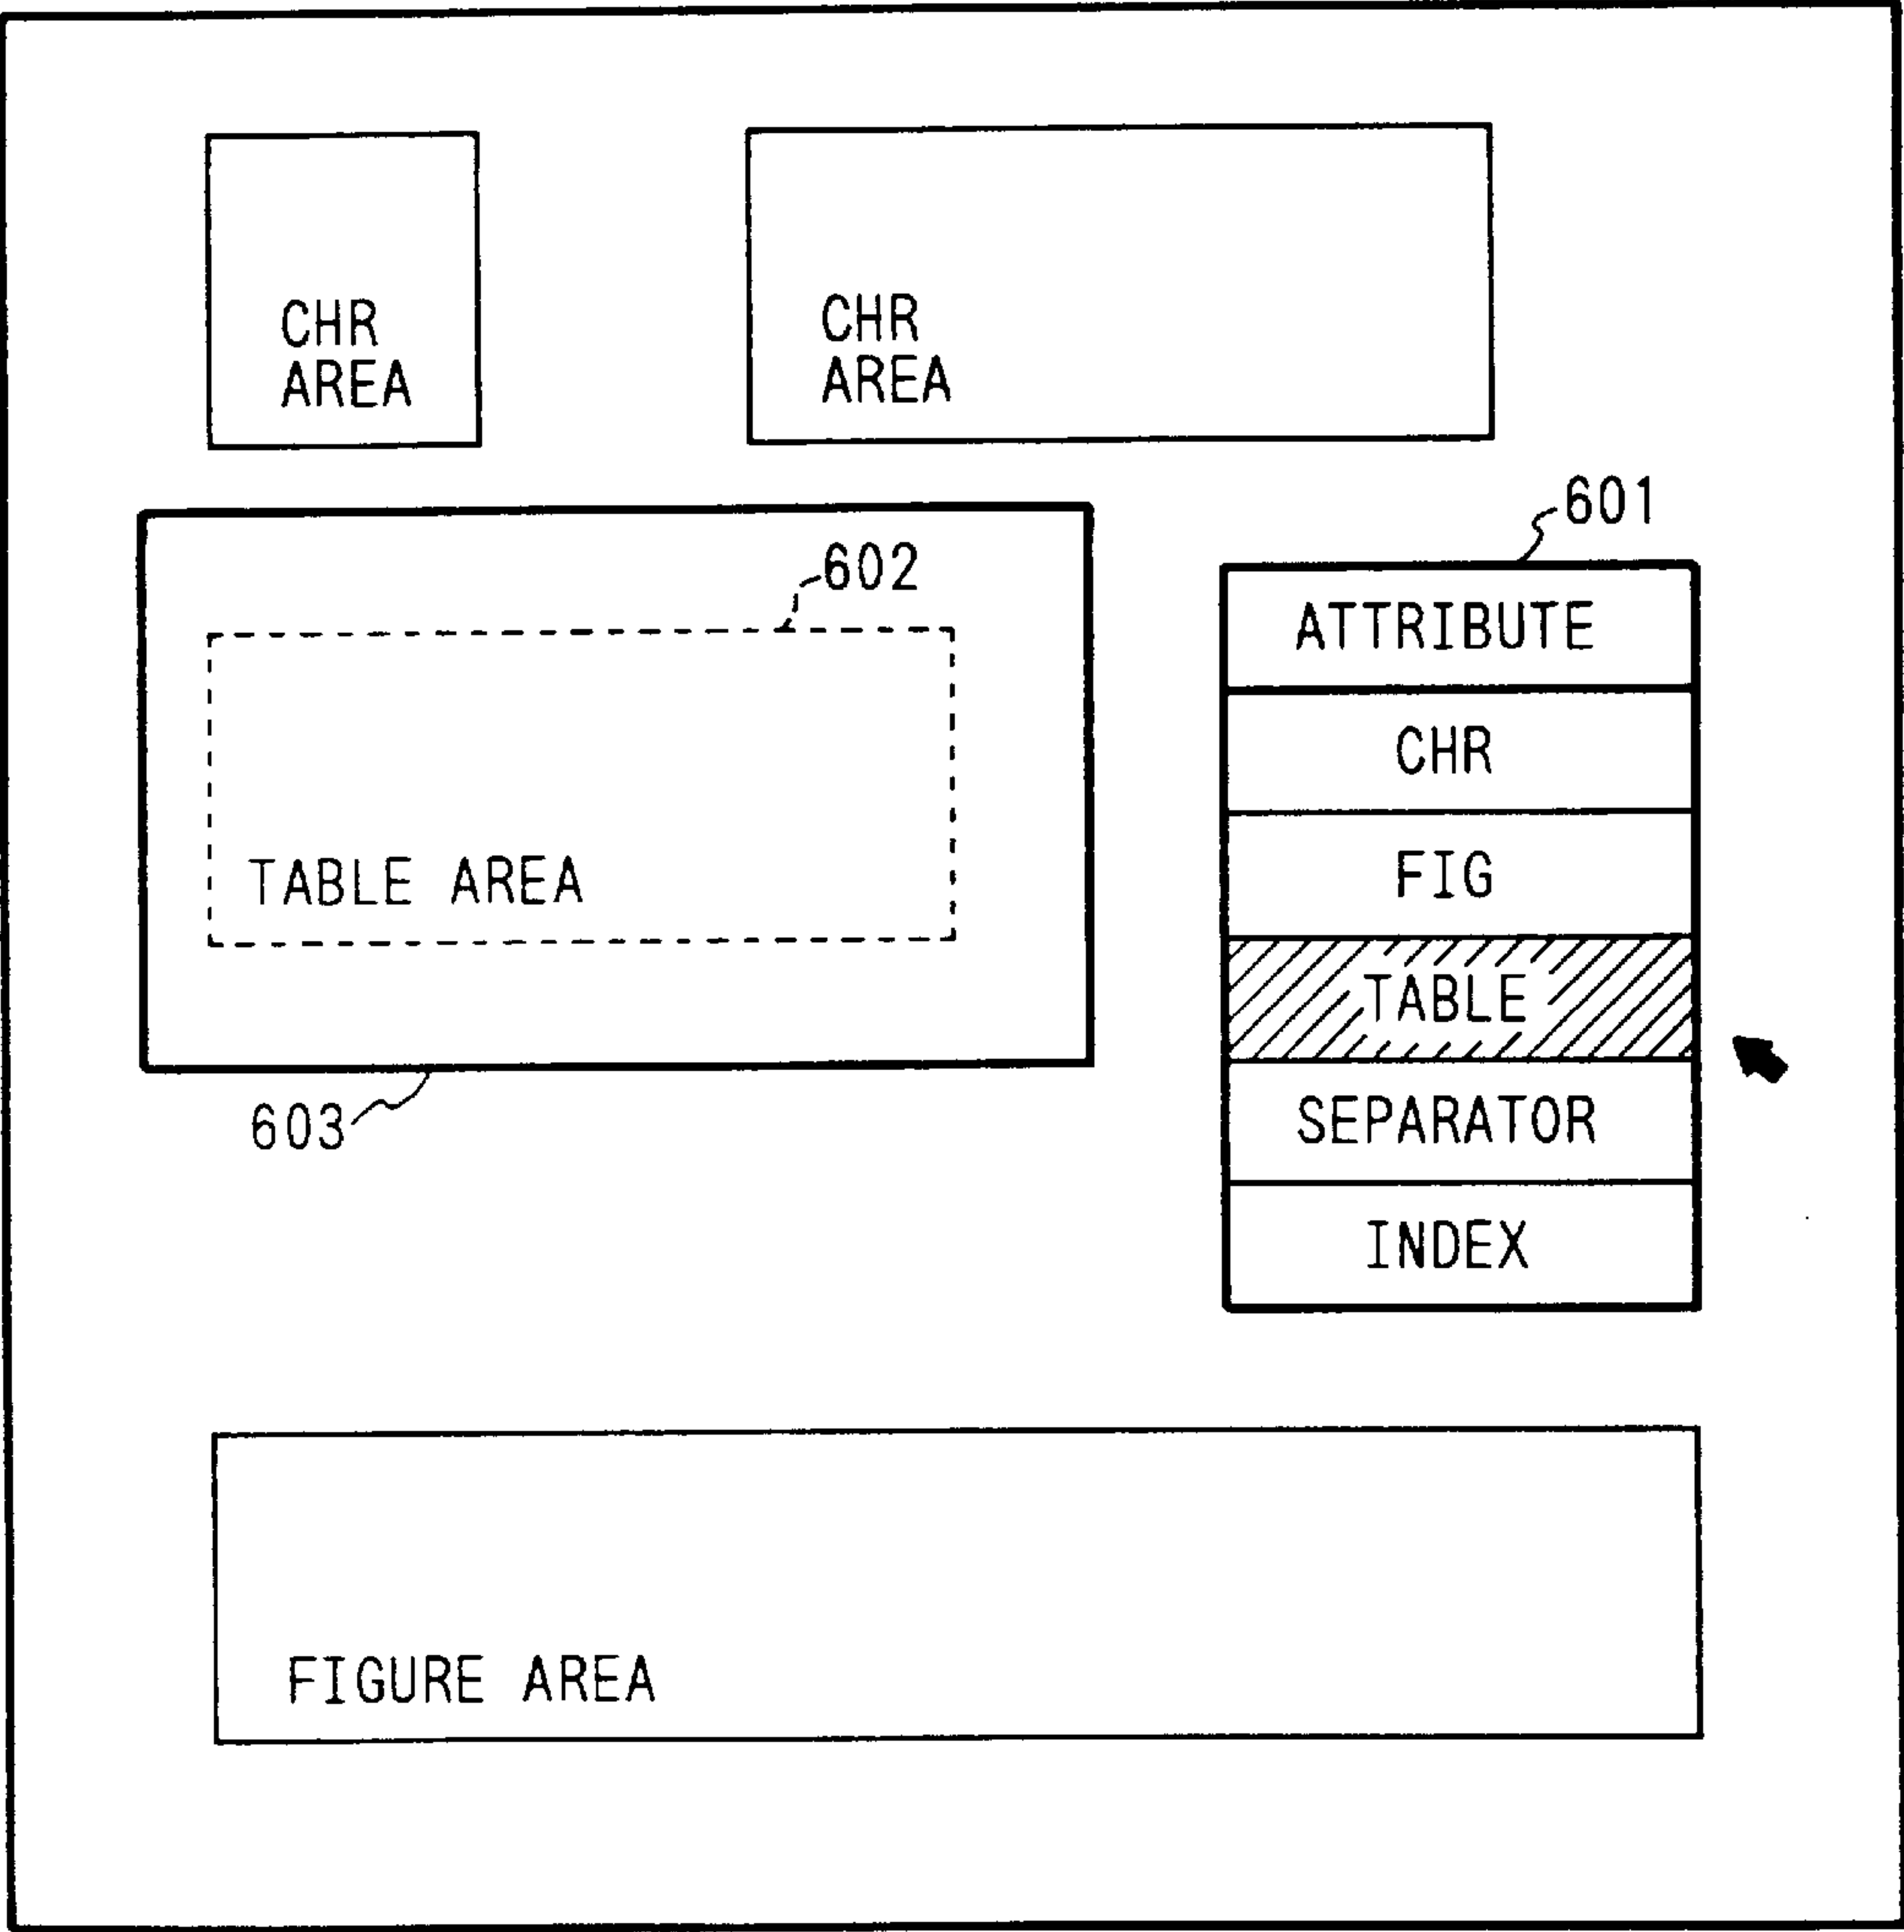 CHR
AREA
CHR
AREA
601
602
TABLE AREA
603
ATTRIBUTE
CHR
FIG
TABLE
SEPARATOR
INDEX
FIGURE AREA